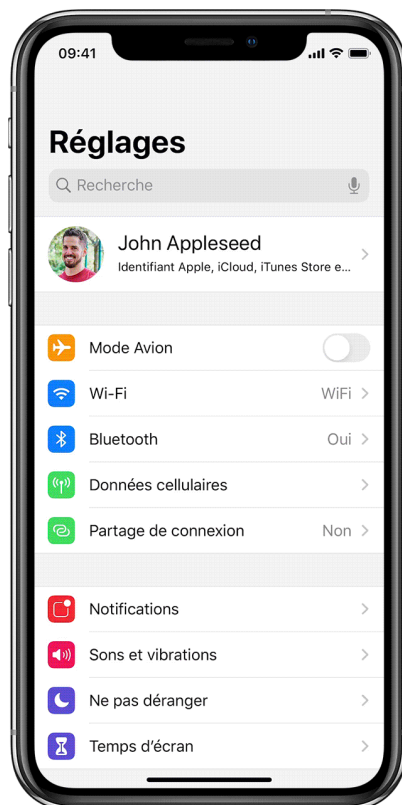 09:41
Réglages
Recherche
John Appleseed
Identifiant Apple, iCloud, iTunes Store e...
Mode Avion
Wi-Fi WiFi
Bluetooth Oui
Données cellulaires
Partage de connexion Non
Notifications
Sons et vibrations
Ne pas déranger
Temps d’écran